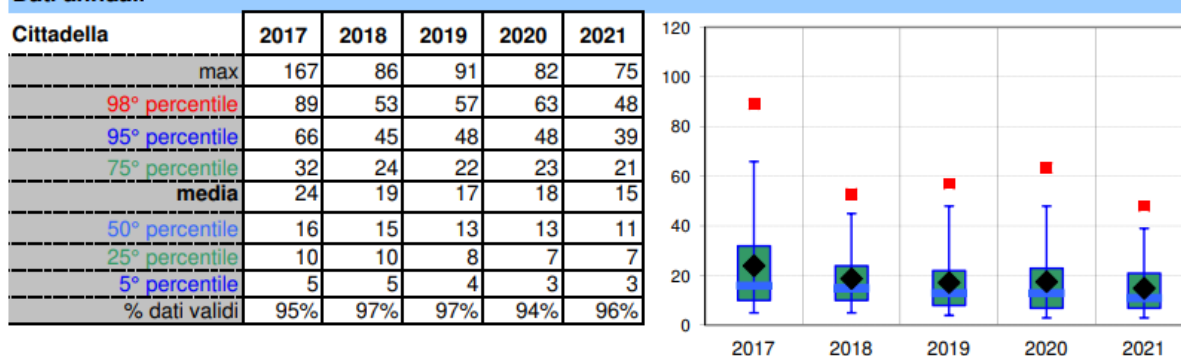 Cittadella 2017 2018 2019 2020 2021
max 167 86 91 82 75
98° percentile 89 53 57 63 48
95° percentile 66 45 48 48 39
75° percentile 32 24 22 23 21
media 24 19 17 18 15
50° percentile 16 15 13 13 11
25° percentile 10 10 8 7 7
5° percentile 5 5 4 3 3
% dati validi 95% 97% 97% 94% 96%
120
100
80
60
40
20
0
2017 2018 2019 2020 2021